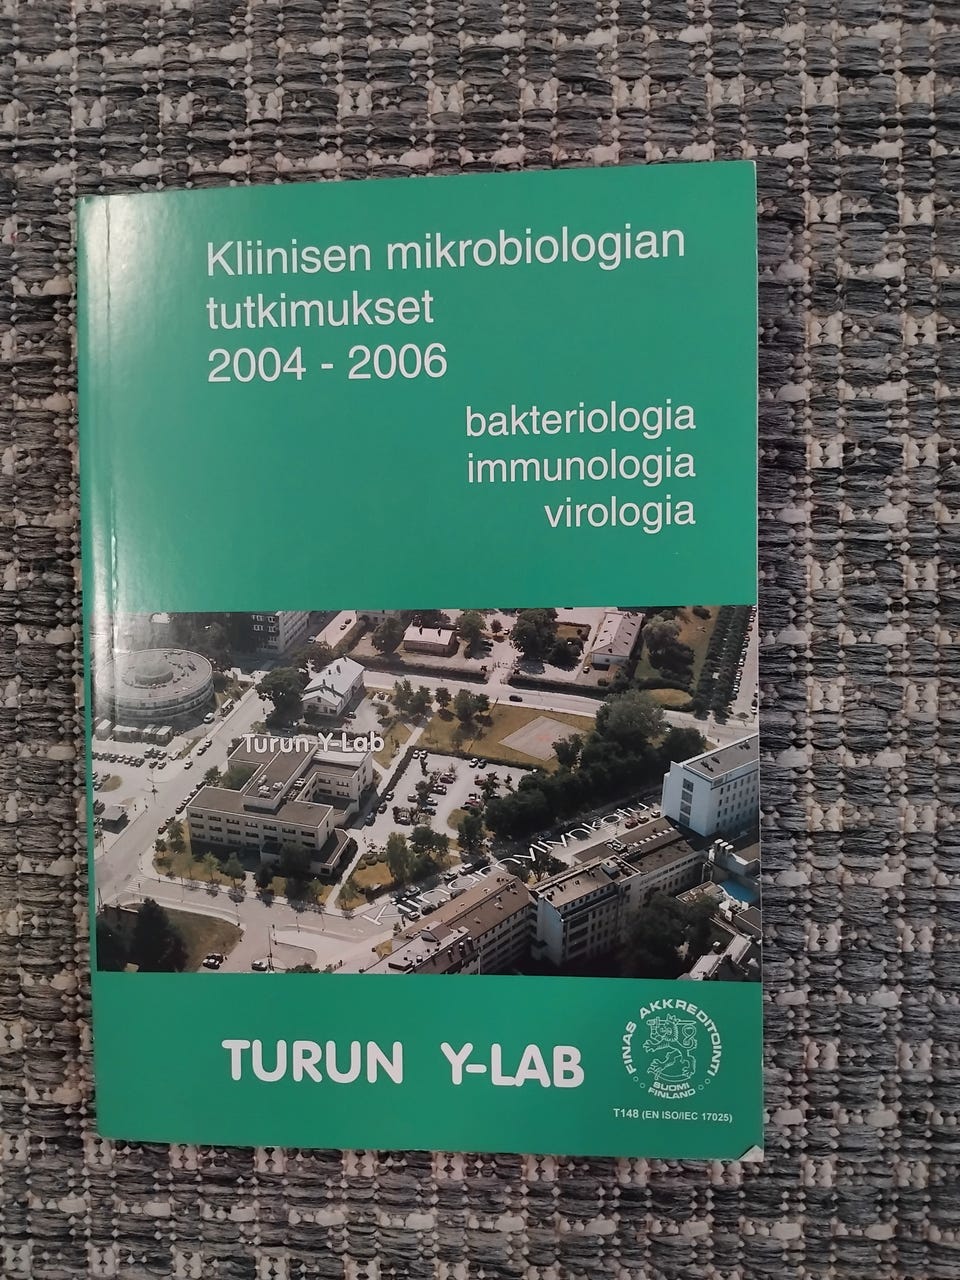 Kliinisen mikrobiologian
tutkimukset
2004 - 2006
bakteriologia
immunologia
virologia
Turun Y-Lab
Kiinamyllynkatu
TURUN Y-LAB
FINAS AKKREDITOINTI
SUOMI
FINLAND
T148 (EN ISO/IEC 17025)